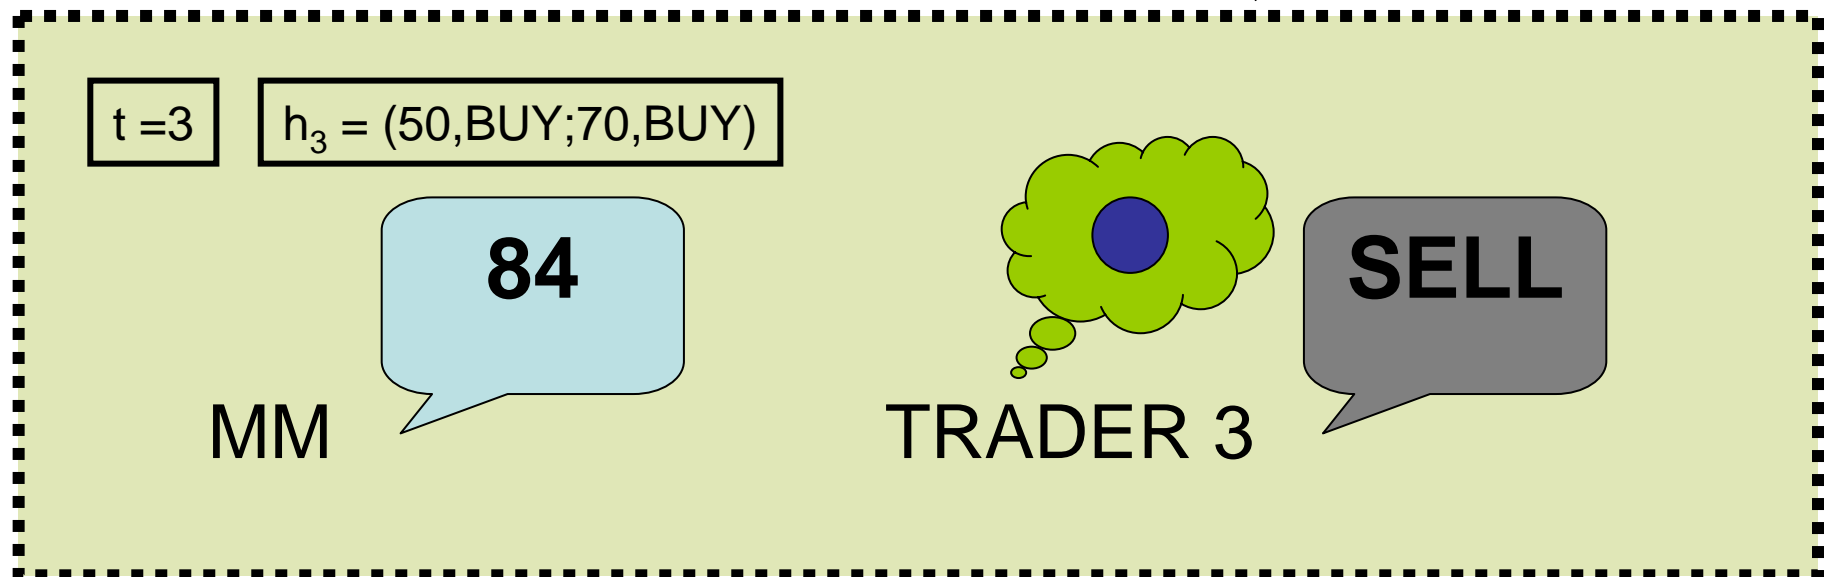 t =3
h₃ = (50,BUY;70,BUY)
84
SELL
MM
TRADER 3